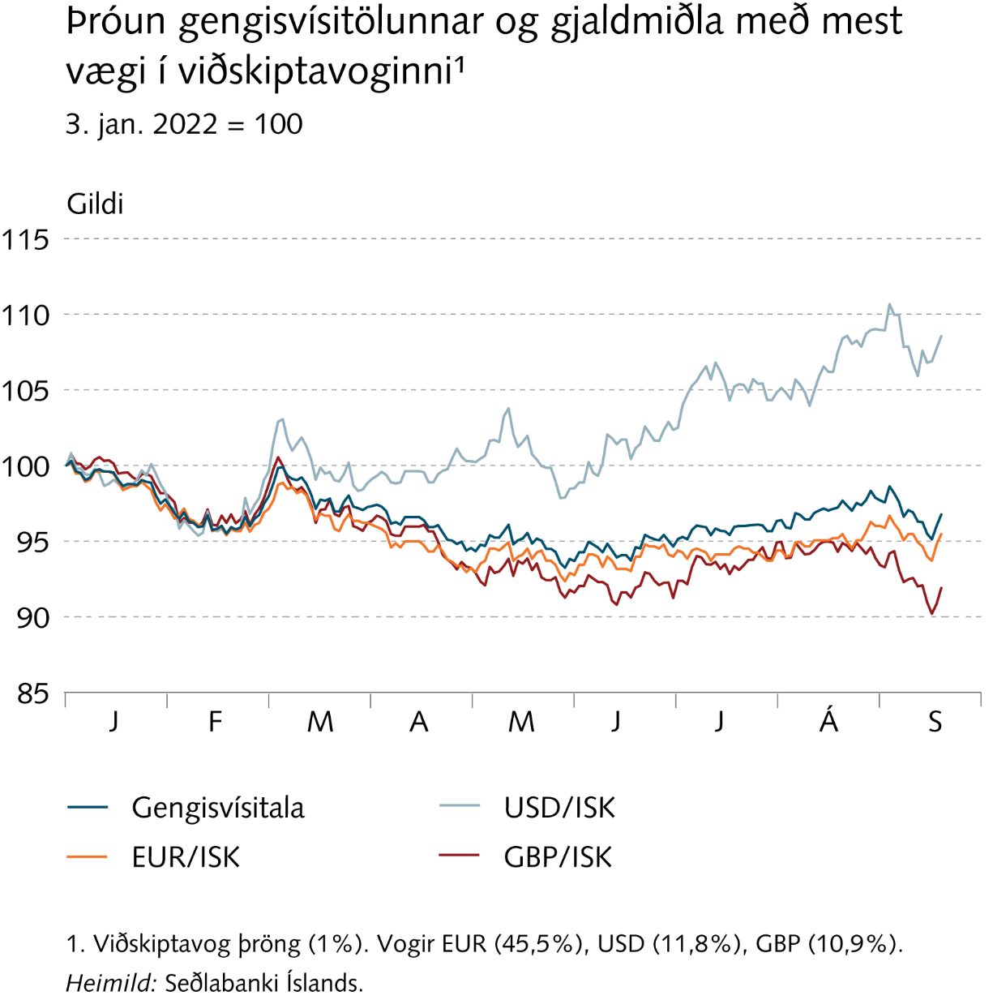 Þróun gengisvísitölunnar og gjaldmiðla með mest
vægi í viðskiptavoginni¹
3. jan. 2022 = 100
Gildi
115
110
105
100
95
90
85
J F M A M J J Á S
Gengisvísitala USD/ISK
EUR/ISK GBP/ISK
1. Viðskiptavog þröng (1%). Vogir EUR (45,5%), USD (11,8%), GBP (10,9%).
Heimild: Seðlabanki Íslands.